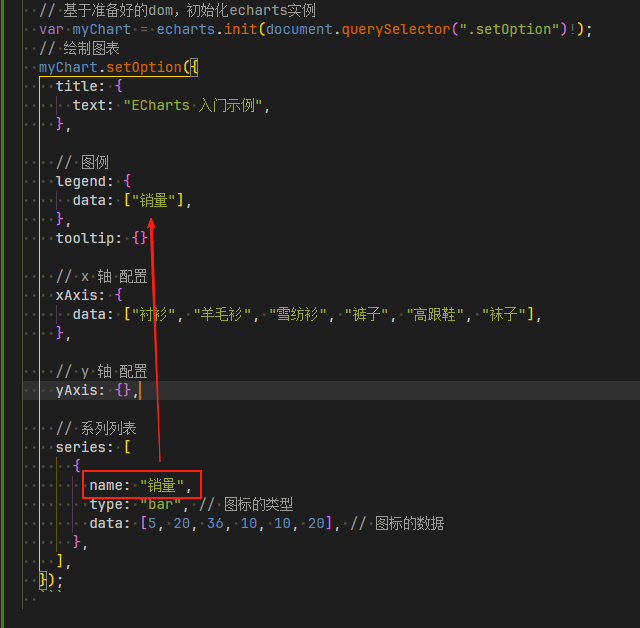 // 基于准备好的dom，初始化echarts实例
var myChart = echarts.init(document.querySelector(".setOption")!);
// 绘制图表
myChart.setOption({
title: {
text: "ECharts 入门示例",
},
// 图例
legend: {
data: ["销量"],
},
tooltip: {}
// x 轴 配置
xAxis: {
data: ["衬衫", "羊毛衫", "雪纺衫", "裤子", "高跟鞋", "袜子"],
},
// y 轴 配置
yAxis: {},
// 系列列表
series: [
{
name: "销量",
type: "bar", // 图标的类型
data: [5, 20, 36, 10, 10, 20], // 图标的数据
},
],
});
```